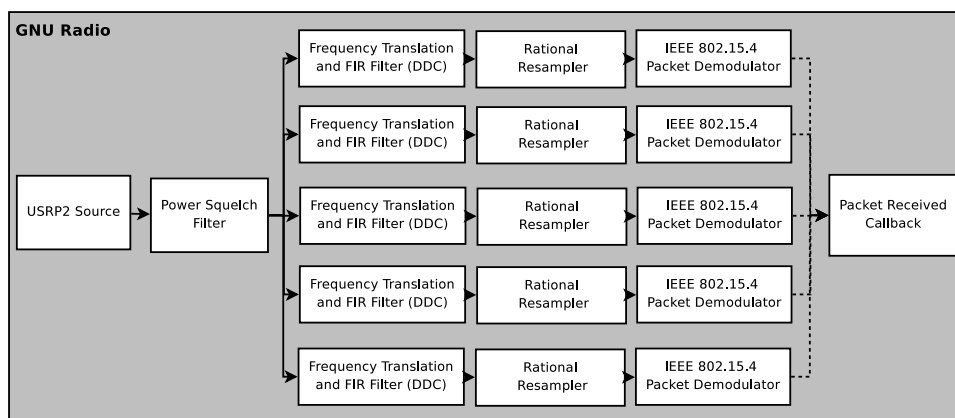 GNU Radio
Frequency Translation
and FIR Filter (DDC)
Rational
Resampler
IEEE 802.15.4
Packet Demodulator
Frequency Translation
and FIR Filter (DDC)
Rational
Resampler
IEEE 802.15.4
Packet Demodulator
USRP2 Source
Power Squelch
Filter
Frequency Translation
and FIR Filter (DDC)
Rational
Resampler
IEEE 802.15.4
Packet Demodulator
Packet Received
Callback
Frequency Translation
and FIR Filter (DDC)
Rational
Resampler
IEEE 802.15.4
Packet Demodulator
Frequency Translation
and FIR Filter (DDC)
Rational
Resampler
IEEE 802.15.4
Packet Demodulator